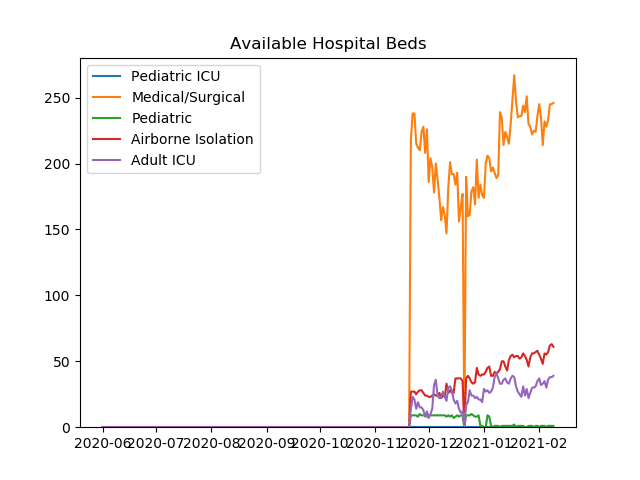 Available Hospital Beds
Pediatric ICU
Medical/Surgical
Pediatric
Airborne Isolation
Adult ICU
250
200
150
100
50
0
2020-06 2020-07 2020-08 2020-09 2020-10 2020-11 2020-12 2021-01 2021-02